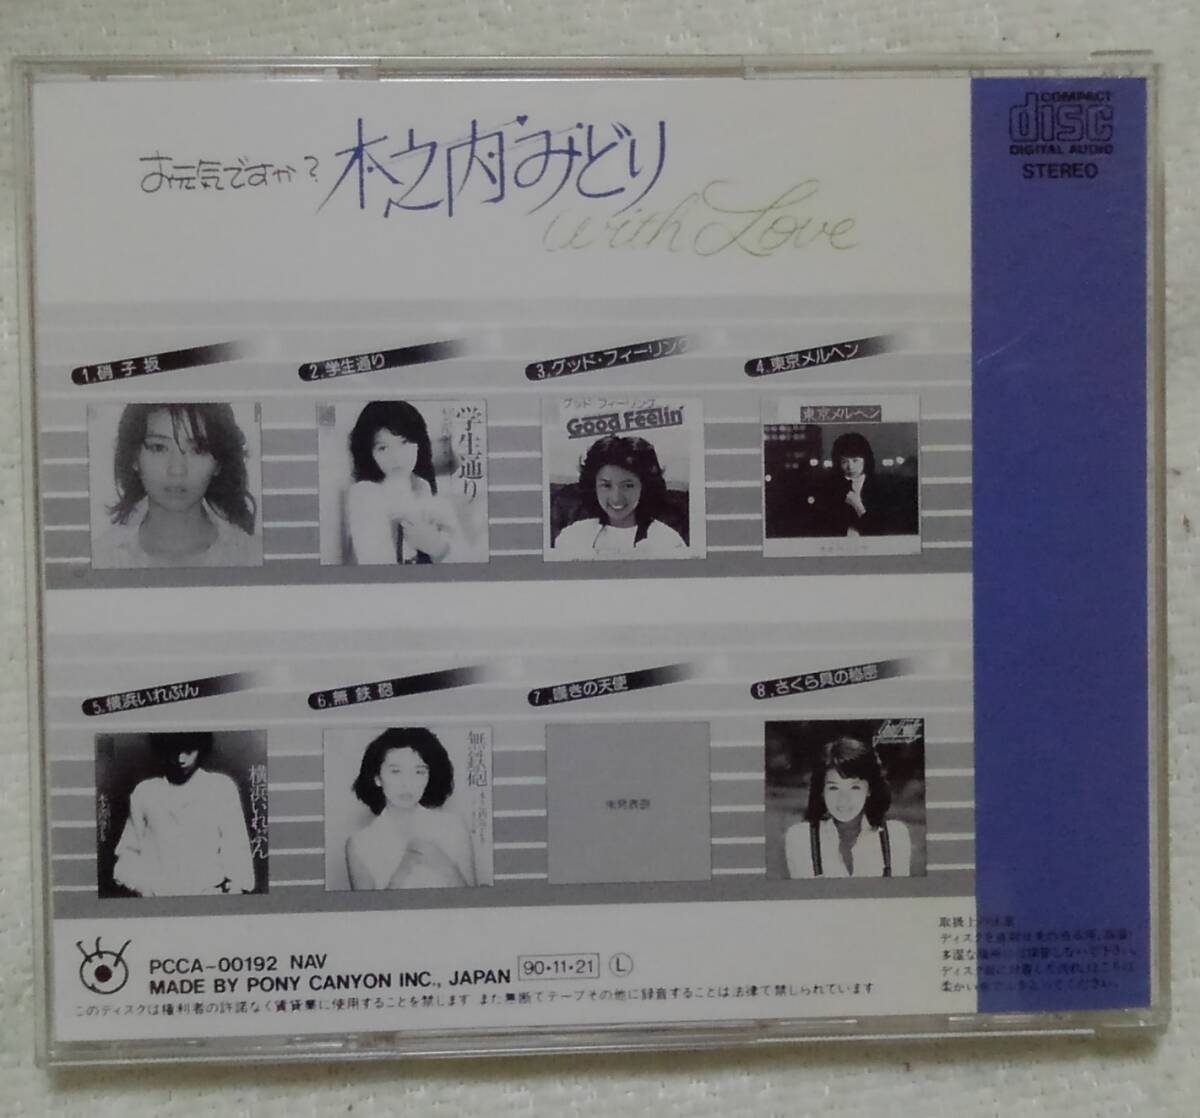 お元気ですか?
木之内みどり
with Love
COMPACT
disc
DIGITAL AUDIO
STEREO
1.硝子坂
2.学生通り
3.グッド・フィーリング
4.東京メルヘン
学生通り
グッド フィーリング
Good Feelin'
東京メルヘン
5.横浜いれぶん
6.無鉄砲
7.嘆きの天使
8.さくら貝の秘密
横浜いれぶん
無鉄砲
未発表曲
PCCA-00192 NAV
90・11・21 L
MADE BY PONY CANYON INC., JAPAN
このディスクは権利者の許諾なく賃貸業に使用することを禁じます また無断でテープその他に録音することは法律で禁じられています
取扱上の注意